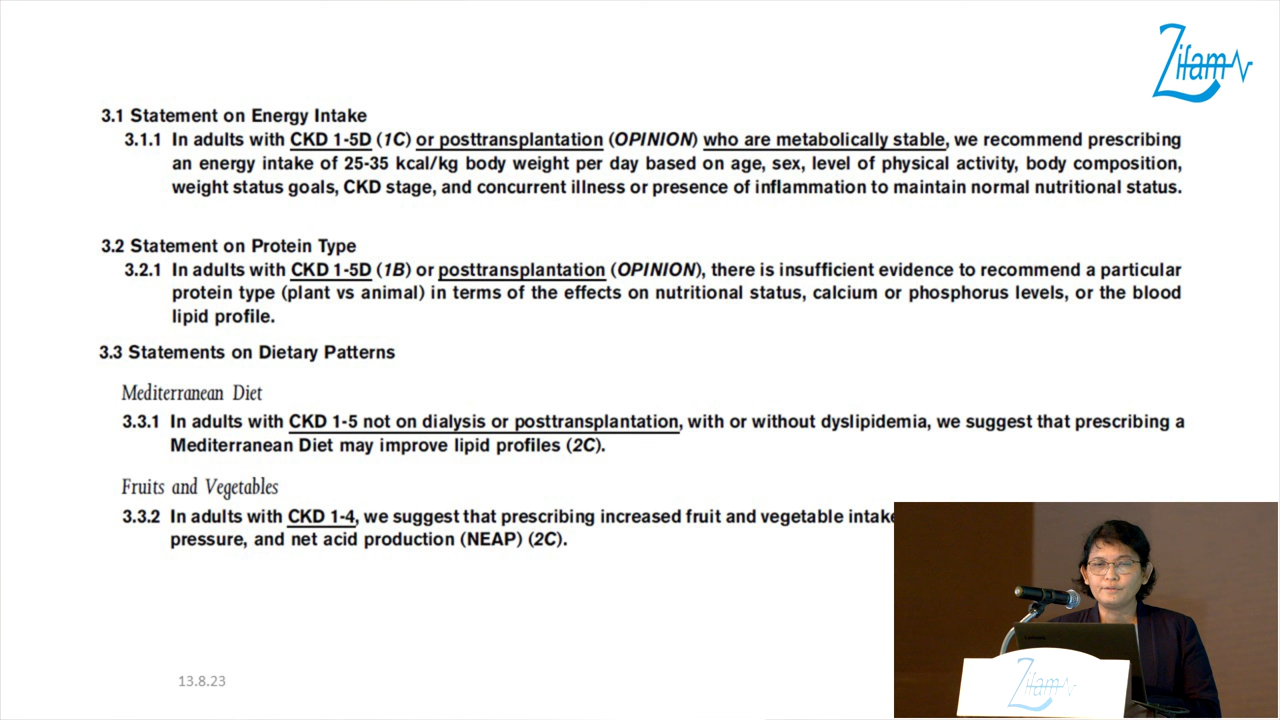 Zifam
3.1 Statement on Energy Intake
3.1.1 In adults with CKD 1-5D (1C) or posttransplantation (OPINION) who are metabolically stable, we recommend prescribing
an energy intake of 25-35 kcal/kg body weight per day based on age, sex, level of physical activity, body composition,
weight status goals, CKD stage, and concurrent illness or presence of inflammation to maintain normal nutritional status.
3.2 Statement on Protein Type
3.2.1 In adults with CKD 1-5D (1B) or posttransplantation (OPINION), there is insufficient evidence to recommend a particular
protein type (plant vs animal) in terms of the effects on nutritional status, calcium or phosphorus levels, or the blood
lipid profile.
3.3 Statements on Dietary Patterns
Mediterranean Diet
3.3.1 In adults with CKD 1-5 not on dialysis or posttransplantation, with or without dyslipidemia, we suggest that prescribing a
Mediterranean Diet may improve lipid profiles (2C).
Fruits and Vegetables
3.3.2 In adults with CKD 1-4, we suggest that prescribing increased fruit and vegetable intake
pressure, and net acid production (NEAP) (2C).
Zifam
13.8.23